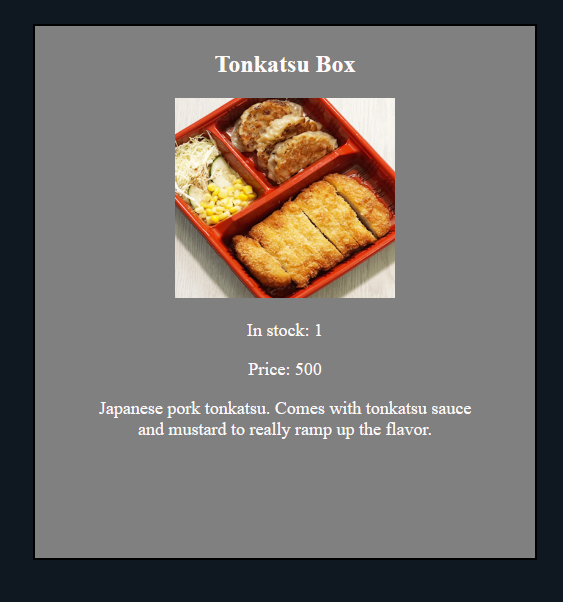 Tonkatsu Box
In stock: 1
Price: 500
Japanese pork tonkatsu. Comes with tonkatsu sauce
and mustard to really ramp up the flavor.